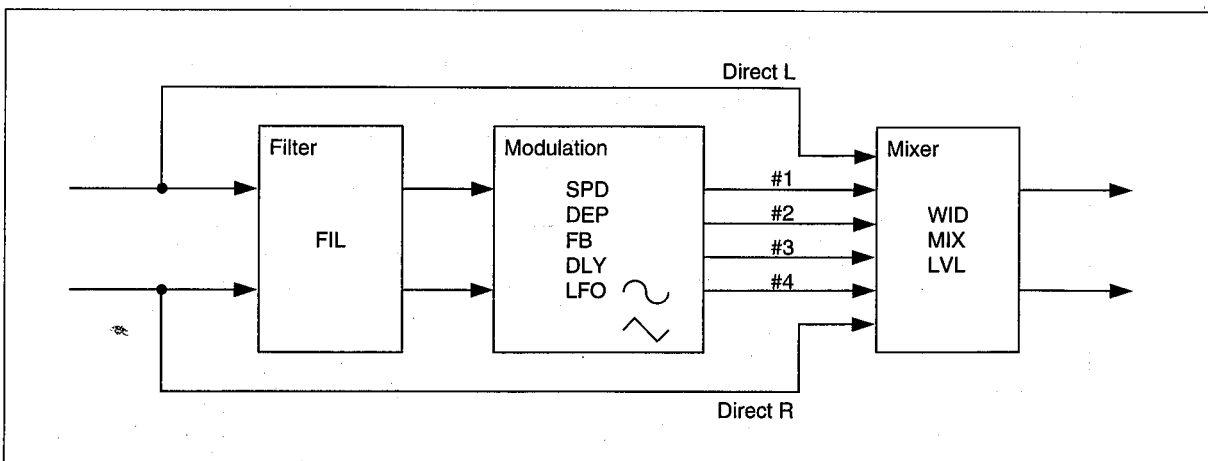 Direct L
Filter
Modulation
Mixer
#1
SPD
#2
DEP
WID
FIL
FB
MIX
#3
DLY
LVL
#4
LFO
Direct R